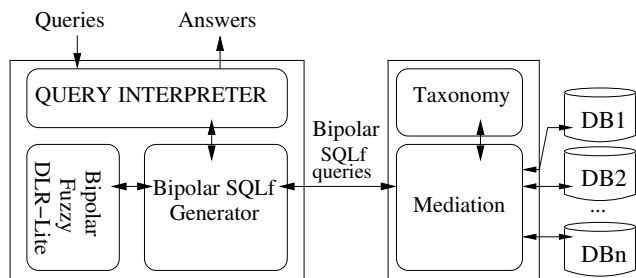 Queries
Answers
QUERY INTERPRETER
Bipolar
Fuzzy
DLR-Lite
Bipolar SQLf
Generator
Bipolar
SQLf
queries
Taxonomy
Mediation
DB1
DB2
...
DBn